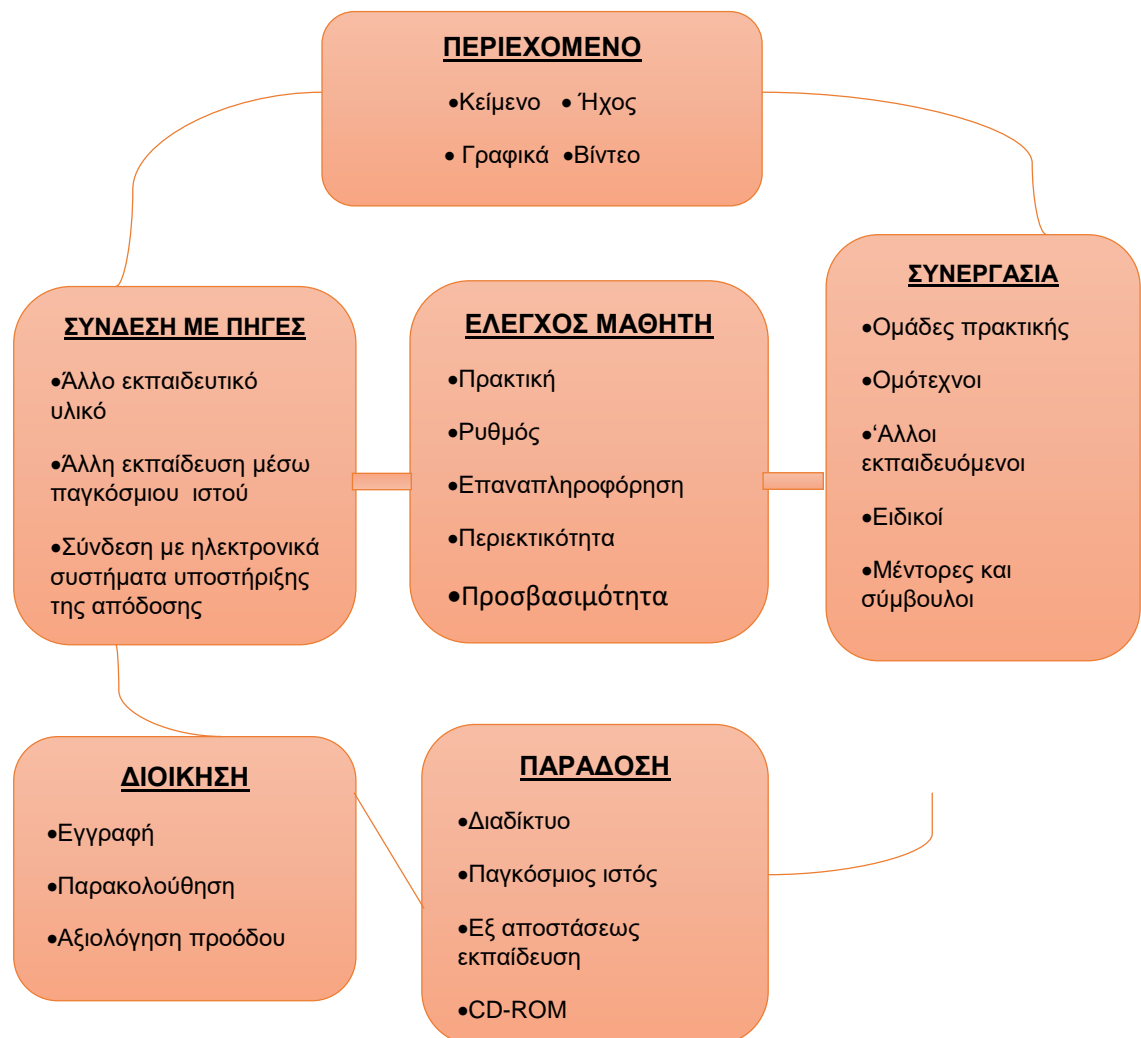 ΠΕΡΙΕΧΟΜΕΝΟ
•Κείμενο • Ήχος
• Γραφικά •Βίντεο
ΣΥΝΔΕΣΗ ΜΕ ΠΗΓΕΣ
•Άλλο εκπαιδευτικό
υλικό
•Άλλη εκπαίδευση μέσω
παγκόσμιου ιστού
•Σύνδεση με ηλεκτρονικά
συστήματα υποστήριξης
της απόδοσης
ΕΛΕΓΧΟΣ ΜΑΘΗΤΗ
•Πρακτική
•Ρυθμός
•Επαναπληροφόρηση
•Περιεκτικότητα
•Προσβασιμότητα
ΣΥΝΕΡΓΑΣΙΑ
•Ομάδες πρακτικής
•Ομότεχνοι
•‘Αλλοι
εκπαιδευόμενοι
•Ειδικοί
•Μέντορες και
σύμβουλοι
ΔΙΟΙΚΗΣΗ
•Εγγραφή
•Παρακολούθηση
•Αξιολόγηση προόδου
ΠΑΡΑΔΟΣΗ
•Διαδίκτυο
•Παγκόσμιος ιστός
•Εξ αποστάσεως
εκπαίδευση
•CD-ROM